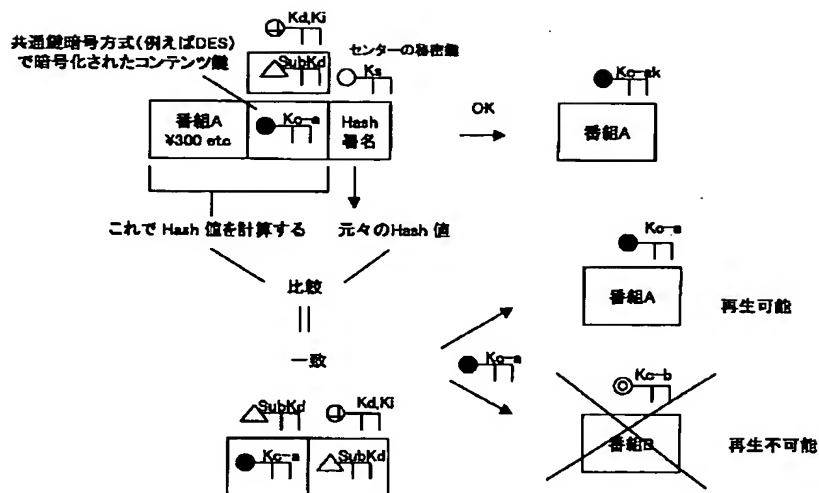 Kd,Ki
共通鍵暗号方式(例えばDES)
で暗号化されたコンテンツ鍵
SubKd
センターの秘密鍵
Ks
Kc-ak
番組A
¥300 etc
Kc-a
Hash
署名
OK
番組A
これで Hash 値を計算する
元々のHash 値
比較
一致
Kc-a
番組A
再生可能
Kc-a
Kc-b
番組B
再生不可能
SubKd
Kd,Ki
Kc-a
SubKd